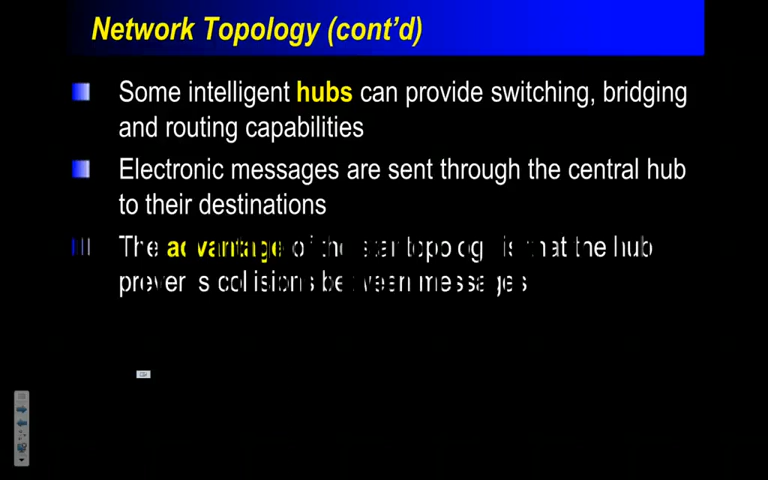 Network Topology (cont'd)
Some intelligent hubs can provide switching, bridging
and routing capabilities
Electronic messages are sent through the central hub
to their destinations
The advantage of the star topology is that the hub
prevents collisions between messages